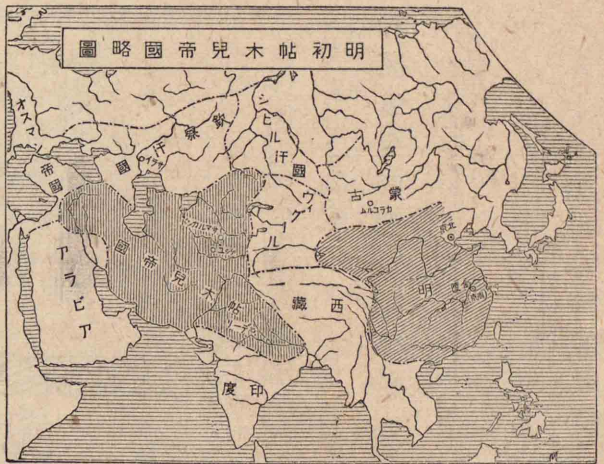 明初帖木兒帝國略圖
オスマン帝國
欽察汗國
シビル汗國
ウイグール
蒙古
カラコルム
北京
明
西藏
帖木兒帝國
印度
アラビア